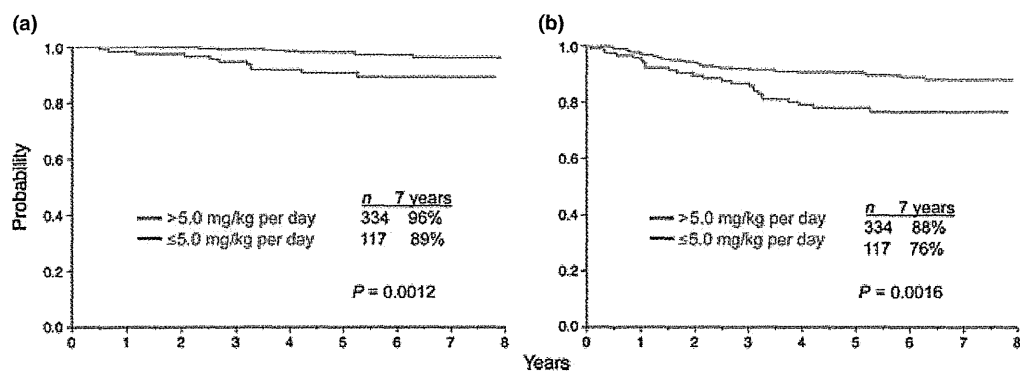 (a)
1.0
0.8
0.6
0.4
0.2
0.0
Probability
0 1 2 3 4 5 6 7 8
n 7 years
>5.0 mg/kg per day 334 96%
≤5.0 mg/kg per day 117 89%
P = 0.0012
(b)
1.0
0.8
0.6
0.4
0.2
0.0
0 1 2 3 4 5 6 7 8
n 7 years
>5.0 mg/kg per day 334 88%
≤5.0 mg/kg per day 117 76%
P = 0.0016
Years